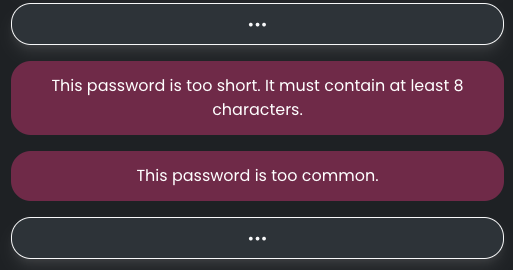 •••
This password is too short. It must contain at least 8
characters.
This password is too common.
•••